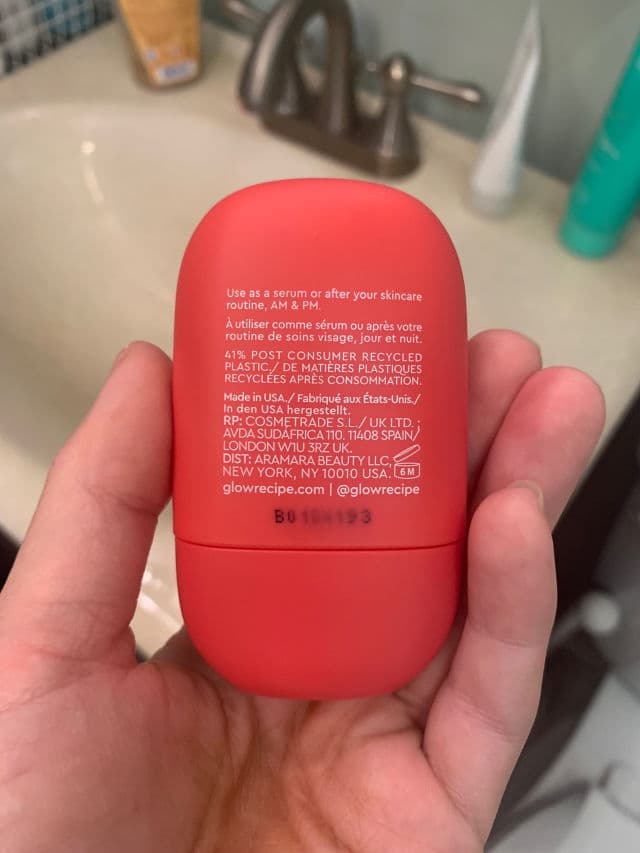 Use as a serum or after your skincare
routine, AM & PM.
À utiliser comme sérum ou après votre
routine de soins visage, jour et nuit.
41% POST CONSUMER RECYCLED
PLASTIC./ DE MATIÈRES PLASTIQUES
RECYCLÉES APRÈS CONSOMMATION.
Made in USA./ Fabriqué aux États-Unis./
In den USA hergestellt.
RP: COSMETRADE S.L./ UK LTD. ;
AVDA SUDÁFRICA 110. 11408 SPAIN/
LONDON W1U 3RZ UK.
DIST: ARAMARA BEAUTY LLC,
NEW YORK, NY 10010 USA.
6M
glowrecipe.com | @glowrecipe